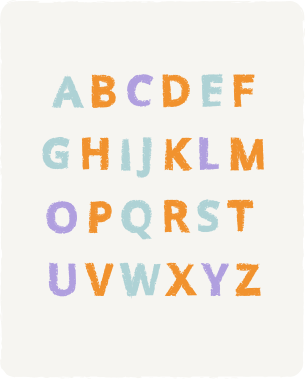 ABCDEF
GHIJKLM
OPQRST
UVWXYZ